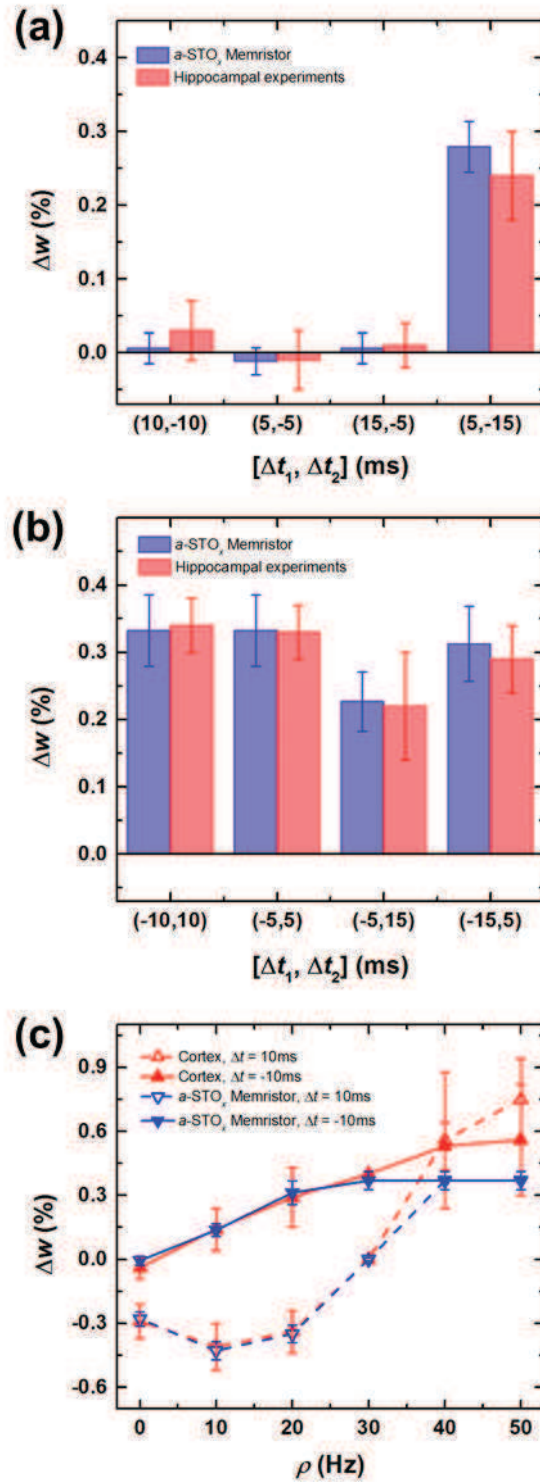 (a)
a-STOₓ Memristor
Hippocampal experiments
0.4
0.3
0.2
0.1
0.0
Δw (%)
(10,-10) (5,-5) (15,-5) (5,-15)
[Δt₁, Δt₂] (ms)
(b)
a-STOₓ Memristor
Hippocampal experiments
0.4
0.3
0.2
0.1
0.0
Δw (%)
(-10,10) (-5,5) (-5,15) (-15,5)
[Δt₁, Δt₂] (ms)
(c)
Cortex, Δt = 10ms
Cortex, Δt = -10ms
a-STOₓ Memristor, Δt = 10ms
a-STOₓ Memristor, Δt = -10ms
0.9
0.6
0.3
0.0
-0.3
-0.6
Δw (%)
0 10 20 30 40 50
ρ (Hz)